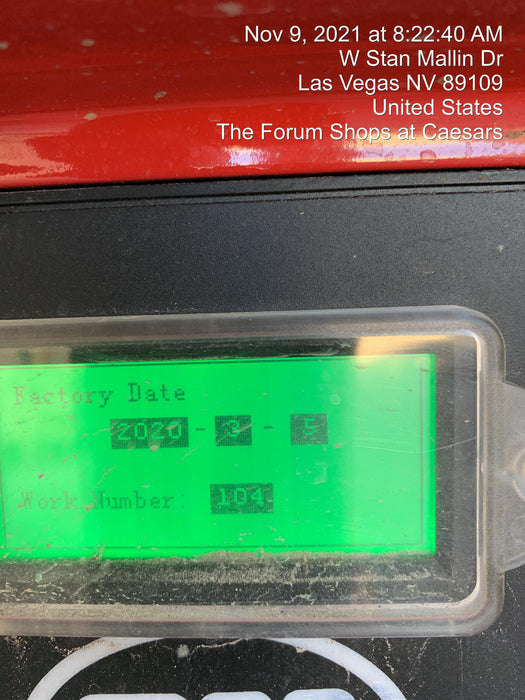 Nov 9, 2021 at 8:22:40 AM
W Stan Mallin Dr
Las Vegas NV 89109
United States
The Forum Shops at Caesars
Factory Date
2020 - 3 - 5
Work Number: 104